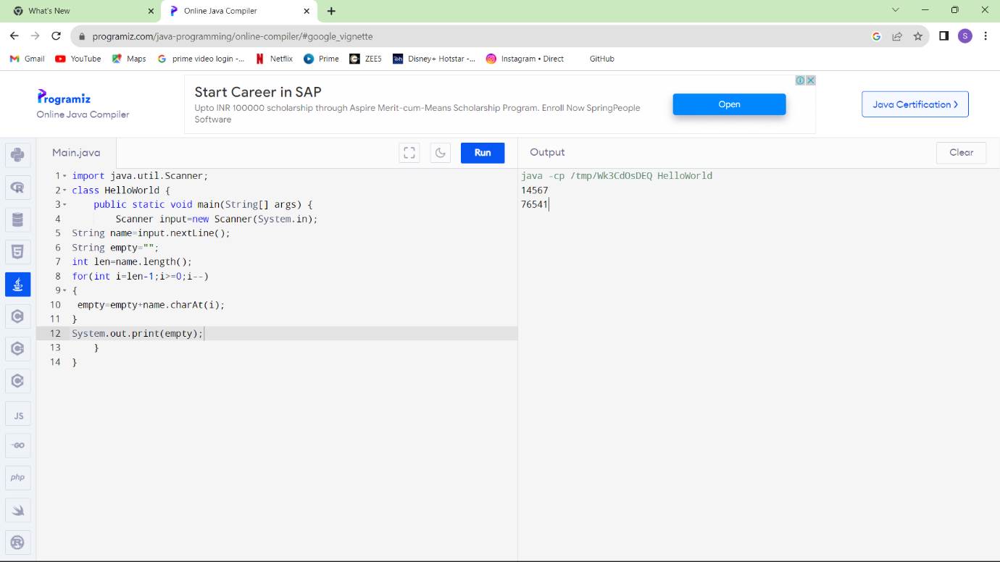 What's New
Online Java Compiler
programiz.com/java-programming/online-compiler/#google_vignette
S
Gmail YouTube Maps prime video login -... Netflix Prime ZEE5 Disney+ Hotstar -... Instagram • Direct GitHub
Programiz
Online Java Compiler
Start Career in SAP
Upto INR 100000 scholarship through Aspire Merit-cum-Means Scholarship Program. Enroll Now SpringPeople
Software
Open
Java Certification
Main.java
Run
Output
Clear
1 import java.util.Scanner;
2 class HelloWorld {
3     public static void main(String[] args) {
4         Scanner input=new Scanner(System.in);
5 String name=input.nextLine();
6 String empty="";
7 int len=name.length();
8 for(int i=len-1;i>=0;i--)
9 {
10  empty=empty+name.charAt(i);
11 }
12 System.out.print(empty);
13     }
14 }
java -cp /tmp/Wk3CdOsDEQ HelloWorld
14567
76541
JS
GO
php